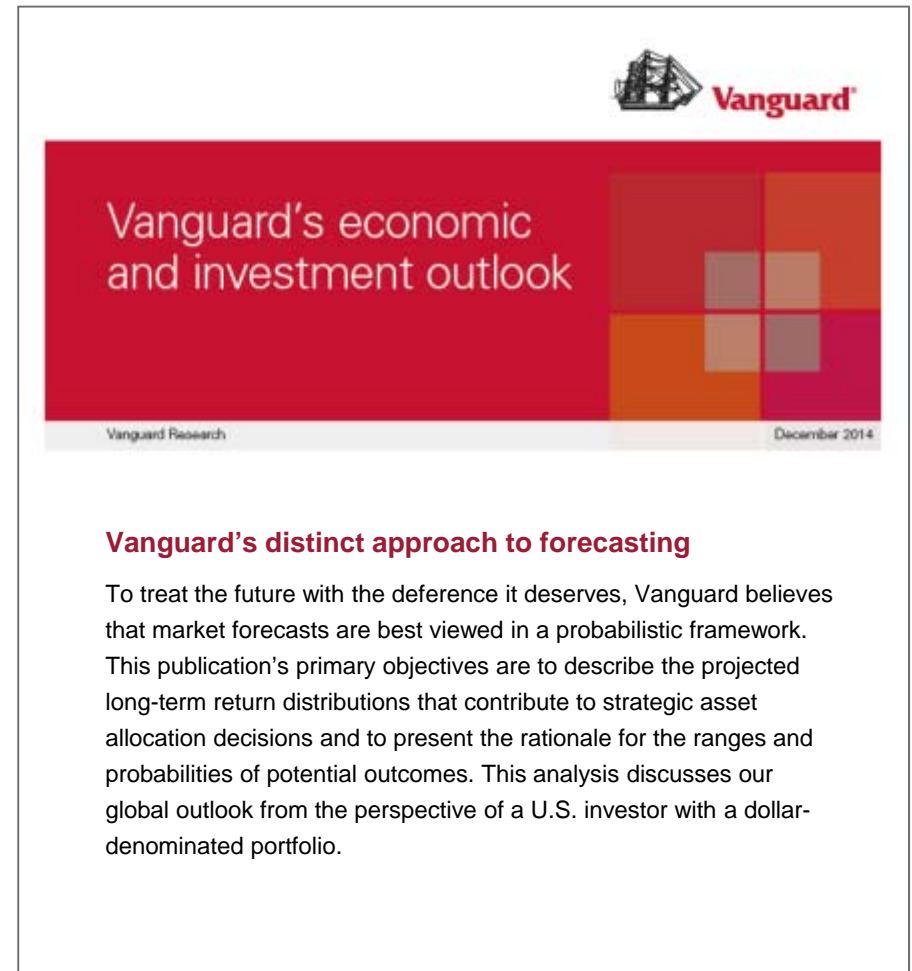 Vanguard®
Vanguard's economic
and investment outlook
Vanguard Research
December 2014
Vanguard's distinct approach to forecasting
To treat the future with the deference it deserves, Vanguard believes
that market forecasts are best viewed in a probabilistic framework.
This publication's primary objectives are to describe the projected
long-term return distributions that contribute to strategic asset
allocation decisions and to present the rationale for the ranges and
probabilities of potential outcomes. This analysis discusses our
global outlook from the perspective of a U.S. investor with a dollar-
denominated portfolio.